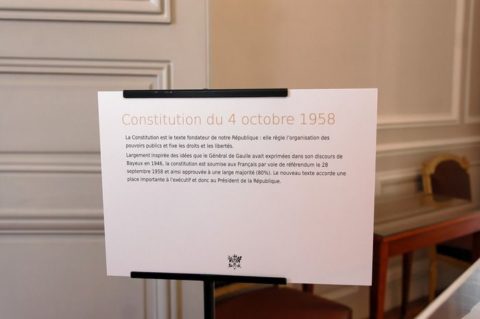 Constitution du 4 octobre 1958
La Constitution est le texte fondateur de notre République : elle règle l'organisation des
pouvoirs publics et fixe les droits et les libertés.
Largement inspirée des idées que le Général de Gaulle avait exprimées dans son discours de
Bayeux en 1946, la constitution est soumise aux Français par voie de référendum le 28
septembre 1958 et ainsi approuvée à une large majorité (80%). Le nouveau texte accorde une
place importante à l'exécutif et donc au Président de la République.